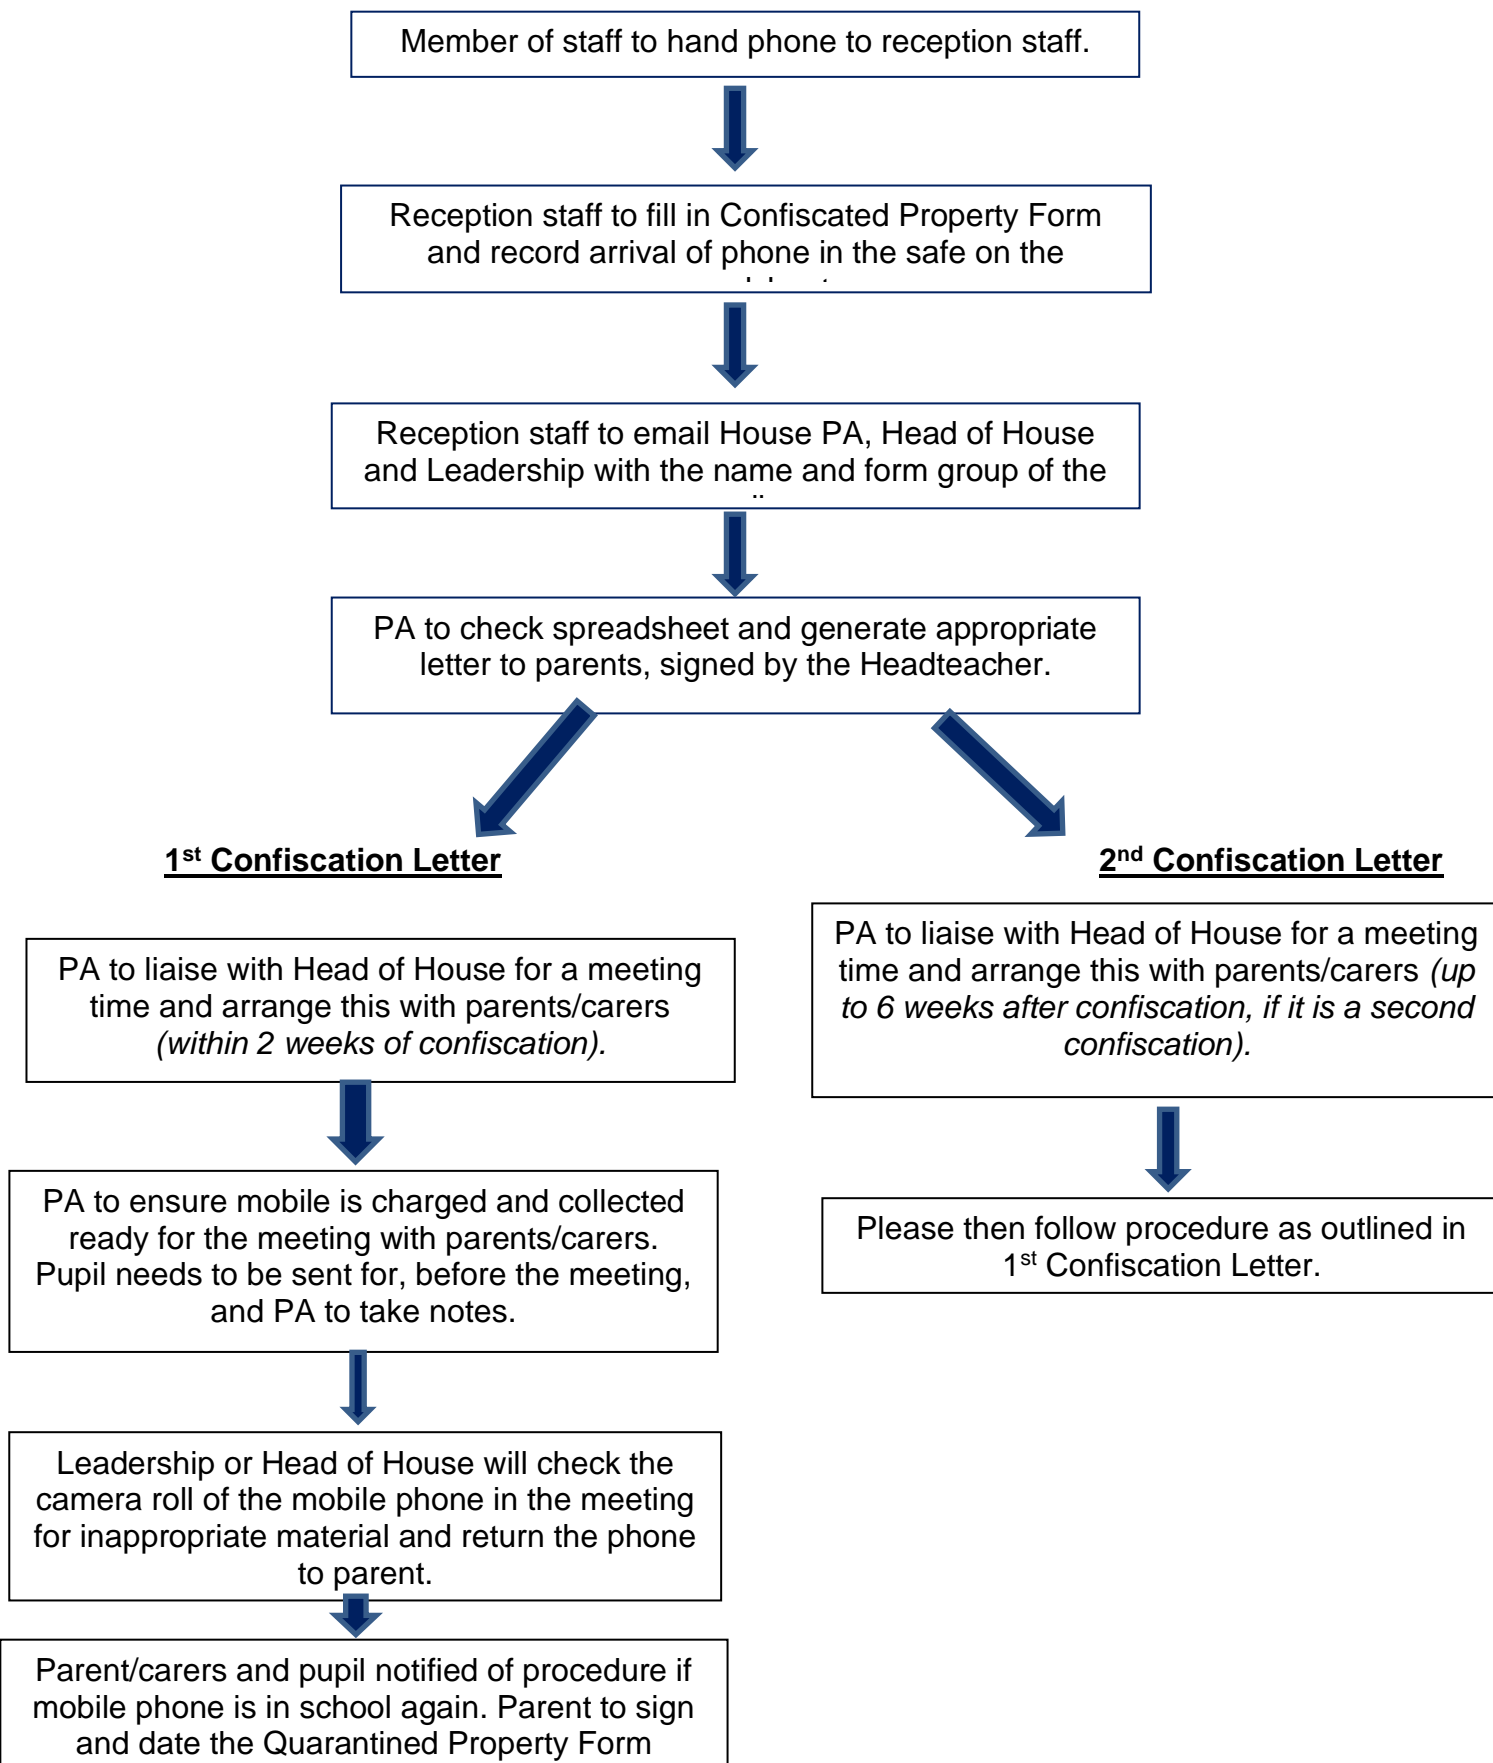 Member of staff to hand phone to reception staff.
Reception staff to fill in Confiscated Property Form
and record arrival of phone in the safe on the
Reception staff to email House PA, Head of House
and Leadership with the name and form group of the
PA to check spreadsheet and generate appropriate
letter to parents, signed by the Headteacher.
1st Confiscation Letter
PA to liaise with Head of House for a meeting
time and arrange this with parents/carers
(within 2 weeks of confiscation).
PA to ensure mobile is charged and collected
ready for the meeting with parents/carers.
Pupil needs to be sent for, before the meeting,
and PA to take notes.
Leadership or Head of House will check the
camera roll of the mobile phone in the meeting
for inappropriate material and return the phone
to parent.
Parent/carers and pupil notified of procedure if
mobile phone is in school again. Parent to sign
and date the Quarantined Property Form
2nd Confiscation Letter
PA to liaise with Head of House for a meeting
time and arrange this with parents/carers (up
to 6 weeks after confiscation, if it is a second
confiscation).
Please then follow procedure as outlined in
1st Confiscation Letter.